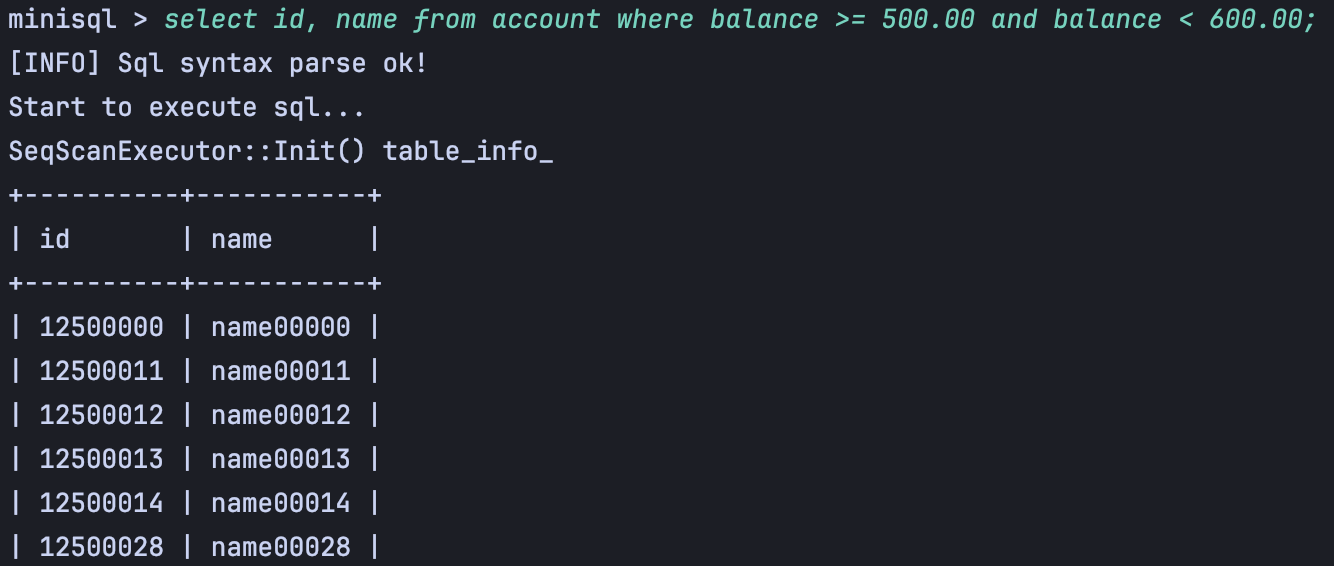 minisql > select id, name from account where balance >= 500.00 and balance < 600.00;
[INFO] Sql syntax parse ok!
Start to execute sql...
SeqScanExecutor::Init() table_info_
+----------+-----------+
| id       | name      |
+----------+-----------+
| 12500000 | name00000 |
| 12500011 | name00011 |
| 12500012 | name00012 |
| 12500013 | name00013 |
| 12500014 | name00014 |
| 12500028 | name00028 |